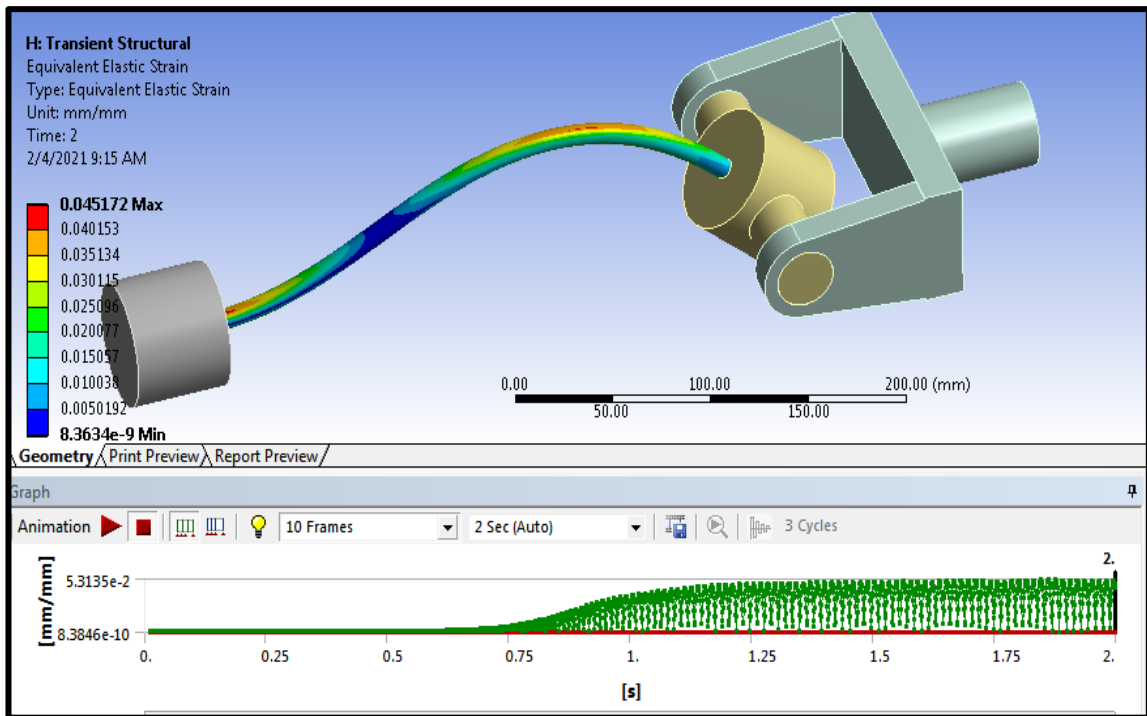 H: Transient Structural
Equivalent Elastic Strain
Type: Equivalent Elastic Strain
Unit: mm/mm
Time: 2
2/4/2021 9:15 AM
0.045172 Max
0.040153
0.035134
0.030115
0.025096
0.020077
0.015057
0.010038
0.0050192
8.3634e-9 Min
0.00 100.00 200.00 (mm)
50.00 150.00
Geometry Print Preview Report Preview
Graph
Animation 10 Frames 2 Sec (Auto) 3 Cycles
2.
[mm/mm]
5.3135e-2
8.3846e-10
0. 0.25 0.5 0.75 1. 1.25 1.5 1.75 2.
[s]